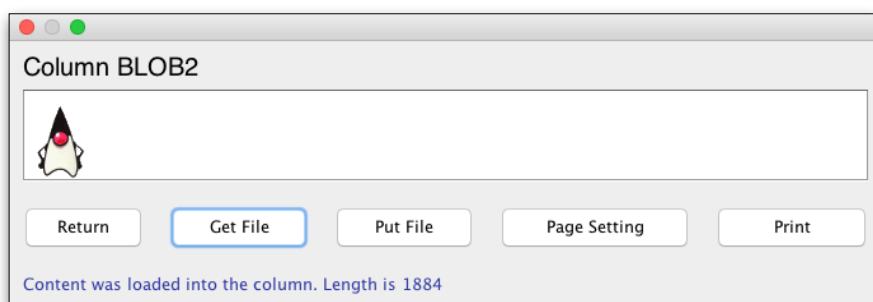 Column BLOB2
Return Get File Put File Page Setting Print
Content was loaded into the column. Length is 1884